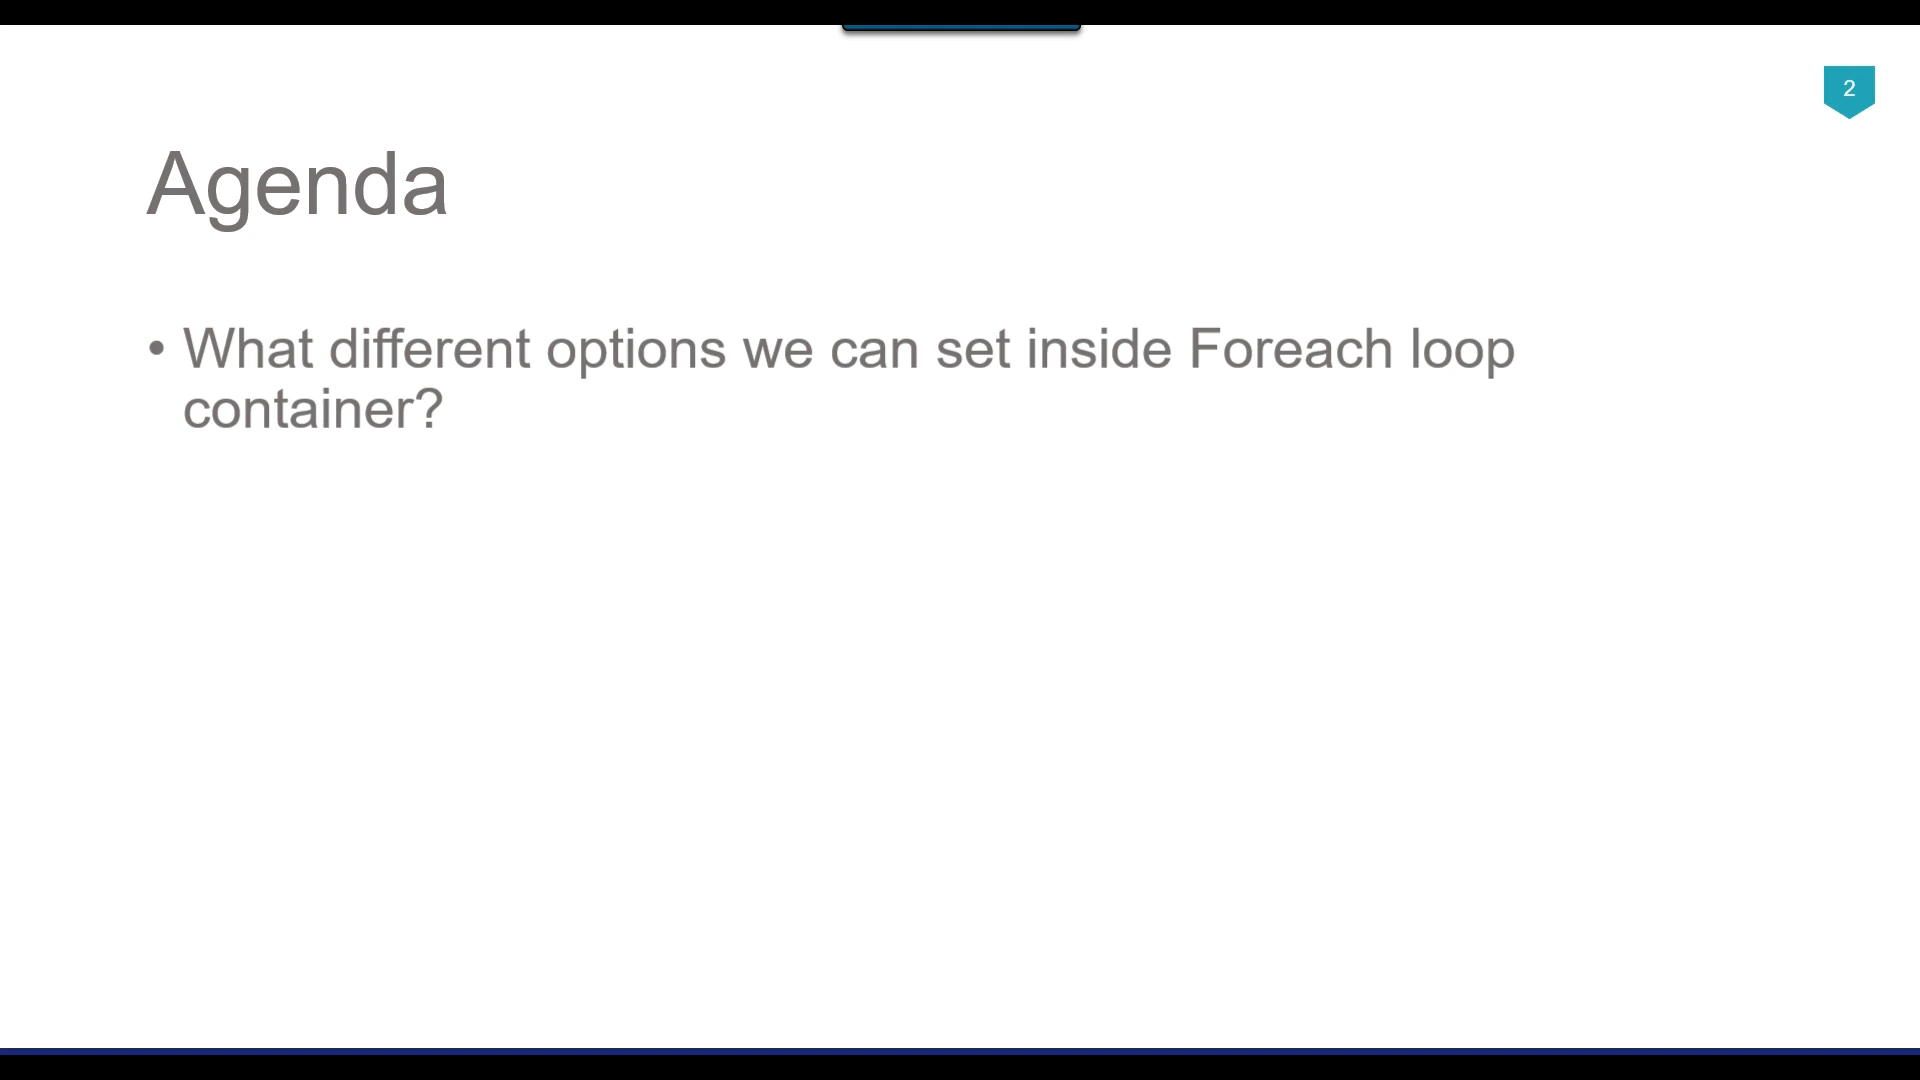 2
Agenda
• What different options we can set inside Foreach loop
container?